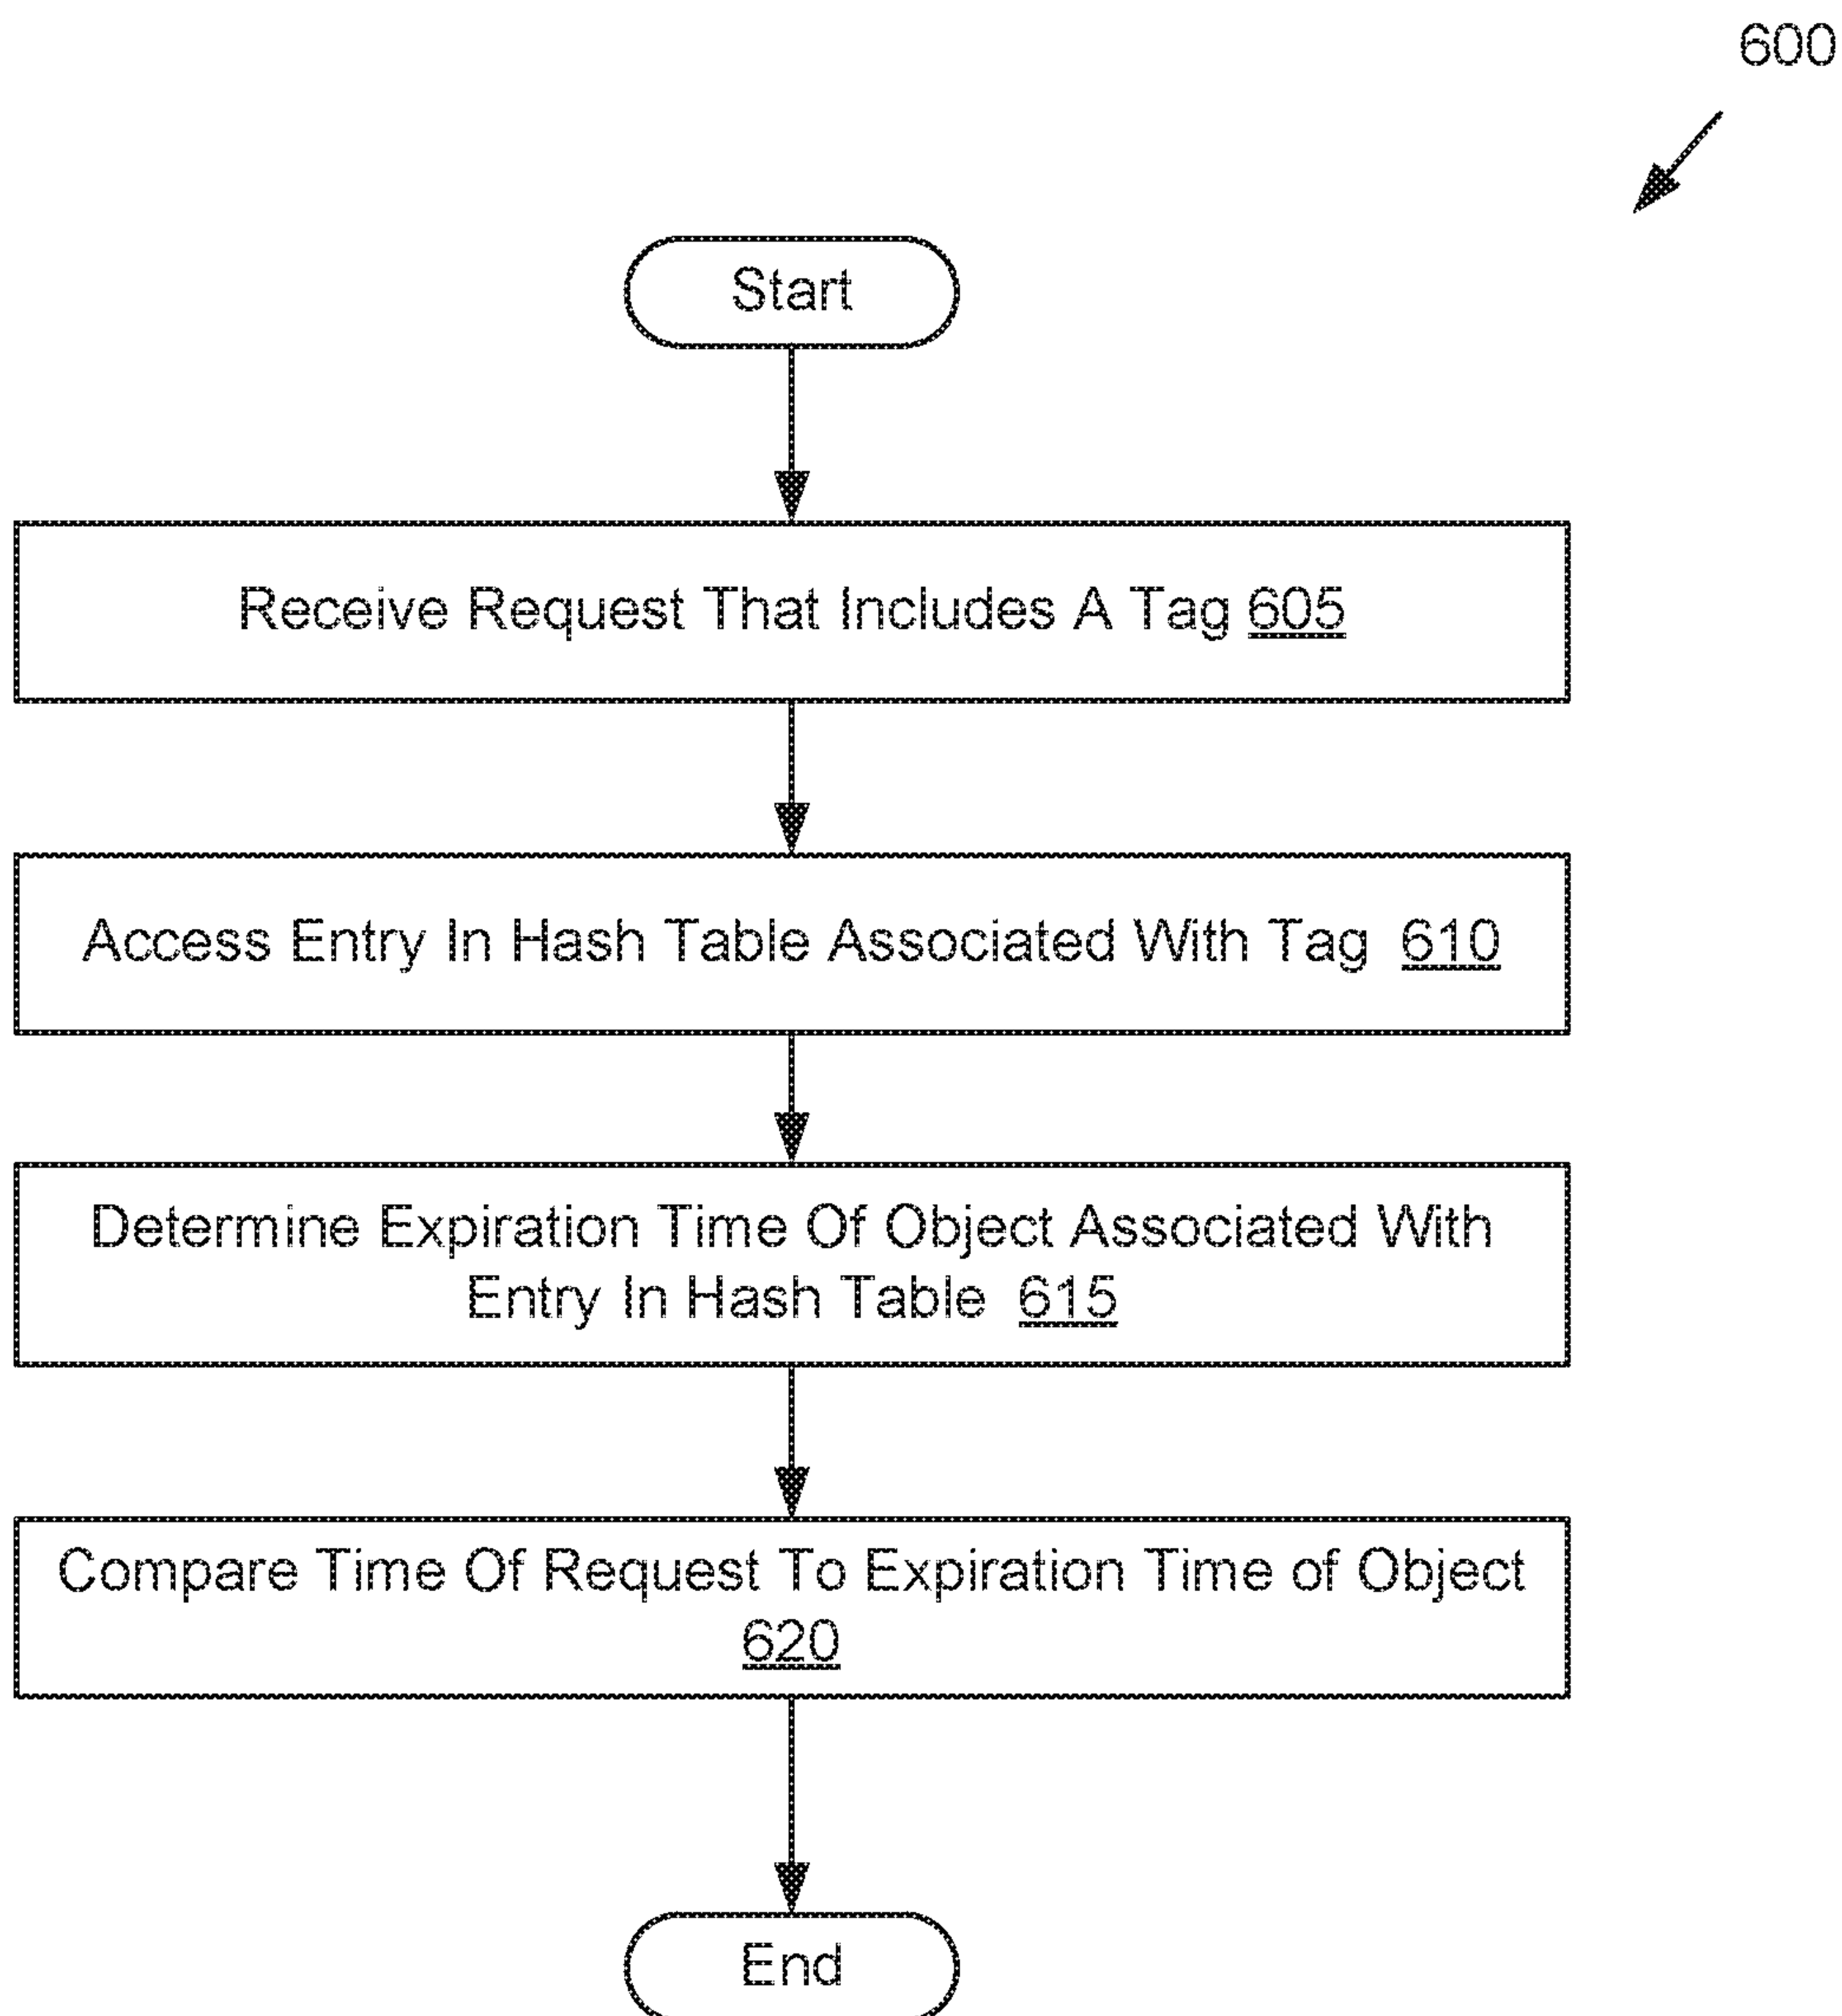 600
Start
Receive Request That Includes A Tag 605
Access Entry In Hash Table Associated With Tag 610
Determine Expiration Time Of Object Associated With
Entry In Hash Table 615
Compare Time Of Request To Expiration Time of Object
620
End